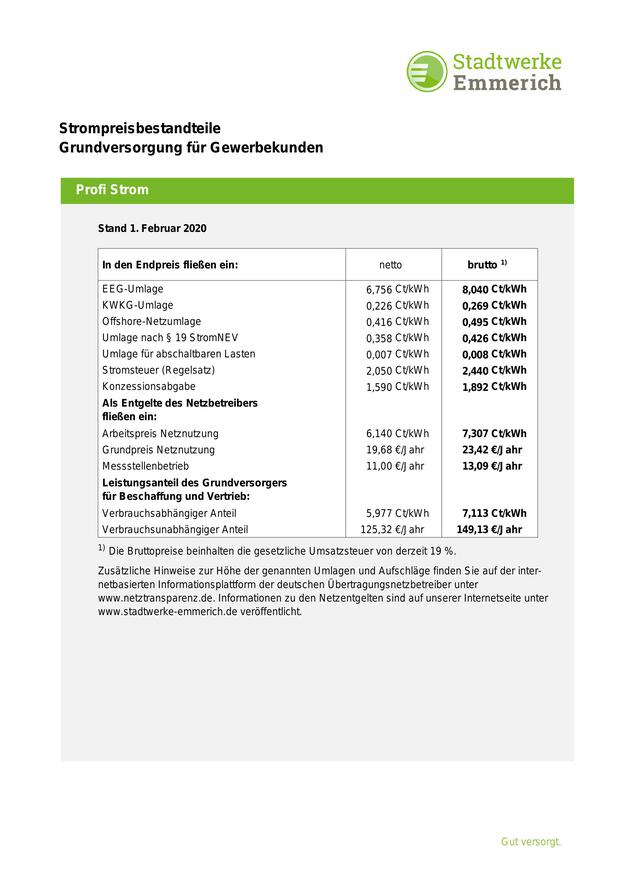 Stadtwerke
Emmerich
Strompreisbestandteile
Grundversorgung für Gewerbekunden
Profi Strom
Stand 1. Februar 2020
In den Endpreis fließen ein: netto brutto 1)
EEG-Umlage 6,756 Ct/kWh 8,040 Ct/kWh
KWKG-Umlage 0,226 Ct/kWh 0,269 Ct/kWh
Offshore-Netzumlage 0,416 Ct/kWh 0,495 Ct/kWh
Umlage nach § 19 StromNEV 0,358 Ct/kWh 0,426 Ct/kWh
Umlage für abschaltbaren Lasten 0,007 Ct/kWh 0,008 Ct/kWh
Stromsteuer (Regelsatz) 2,050 Ct/kWh 2,440 Ct/kWh
Konzessionsabgabe 1,590 Ct/kWh 1,892 Ct/kWh
Als Entgelte des Netzbetreibers
fließen ein:
Arbeitspreis Netznutzung 6,140 Ct/kWh 7,307 Ct/kWh
Grundpreis Netznutzung 19,68 €/Jahr 23,42 €/Jahr
Messstellenbetrieb 11,00 €/Jahr 13,09 €/Jahr
Leistungsanteil des Grundversorgers
für Beschaffung und Vertrieb:
Verbrauchsabhängiger Anteil 5,977 Ct/kWh 7,113 Ct/kWh
Verbrauchsunabhängiger Anteil 125,32 €/Jahr 149,13 €/Jahr
1) Die Bruttopreise beinhalten die gesetzliche Umsatzsteuer von derzeit 19 %.
Zusätzliche Hinweise zur Höhe der genannten Umlagen und Aufschläge finden Sie auf der inter-
netbasierten Informationsplattform der deutschen Übertragungsnetzbetreiber unter
www.netztransparenz.de. Informationen zu den Netzentgelten sind auf unserer Internetseite unter
www.stadtwerke-emmerich.de veröffentlicht.
Gut versorgt.